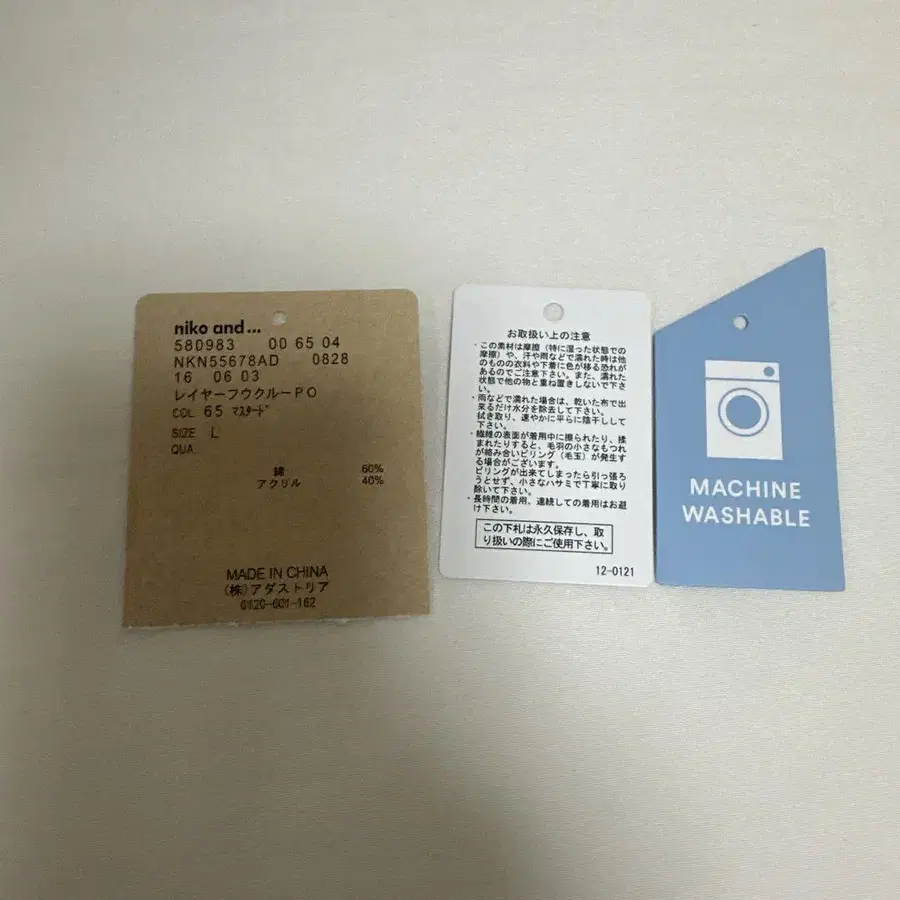 niko and...
580983 00 65 04
NKN55678AD 0828
16 06 03
レイヤーフウクルーPO
COL 65 マスタード
SIZE L
QUA
綿 60%
アクリル 40%
MADE IN CHINA
(株)アダストリア
0120-601-162
お取扱い上の注意
・この素材は摩擦(特に湿った状態での
摩擦)や、汗や雨などで濡れた時は他
のものの衣料や下着に色が移る恐れが
あるのでご注意下さい。また、濡れた
状態で他の物と重ね置きしないで下さ
い。
・雨などで濡れた場合は、乾いた布で出
来るだけ水分を除去して下さい。
拭き取り、速やかに平らに陰干しして
下さい。
・繊維の表面が着用中に擦られたり、揉
まれたりすると、毛羽の小さなもつれ
が絡み合いピリング(毛玉)が発生す
る場合がございます。
ピリングが出来てしまったら引っ張ろ
うとせず、小さなハサミで丁寧に取り
除いて下さい。
・長時間の着用、連続しての着用はお避
け下さい。
この下札は永久保存し、取
り扱いの際にご使用下さい。
12-0121
MACHINE
WASHABLE